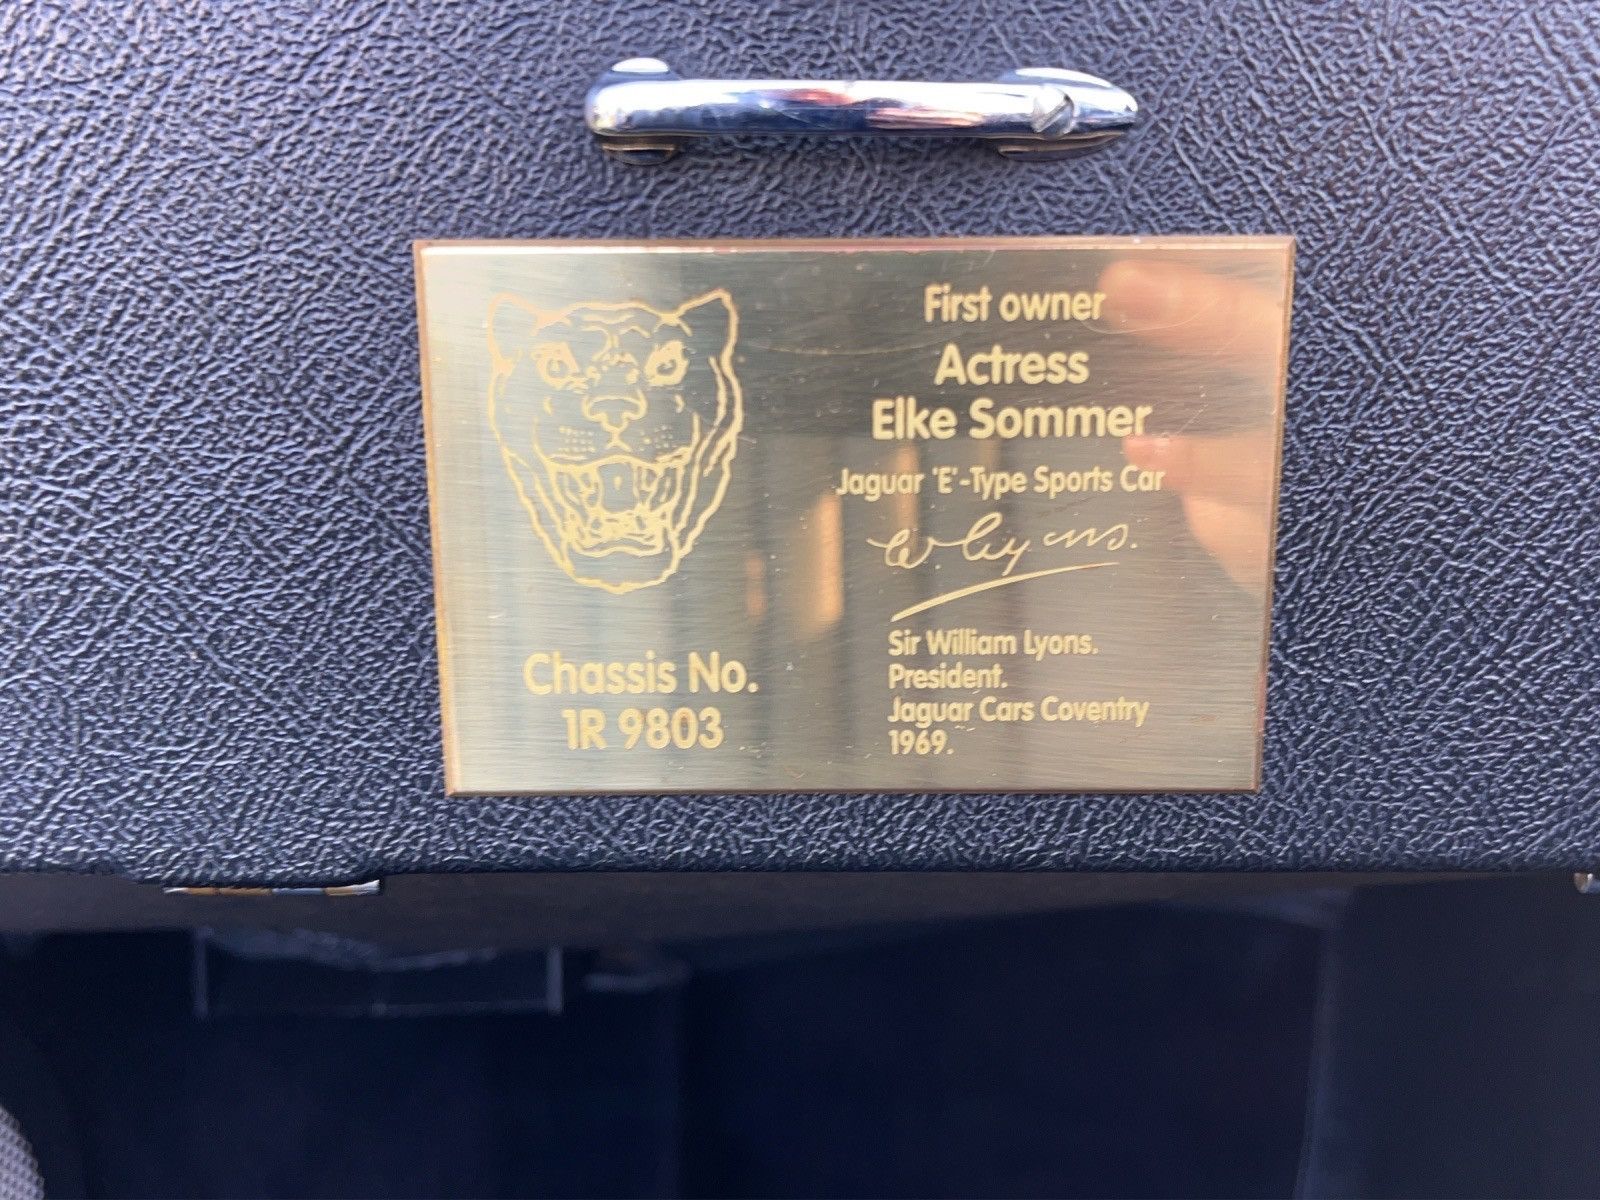 First owner
Actress
Elke Sommer
Jaguar 'E'-Type Sports Car
W. Lyons.
Sir William Lyons.
President.
Jaguar Cars Coventry
1969.
Chassis No.
1R 9803